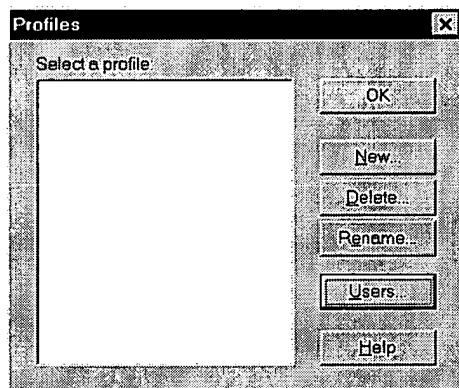 Profiles
Select a profile:
OK
New...
Delete...
Rename...
Users...
Help